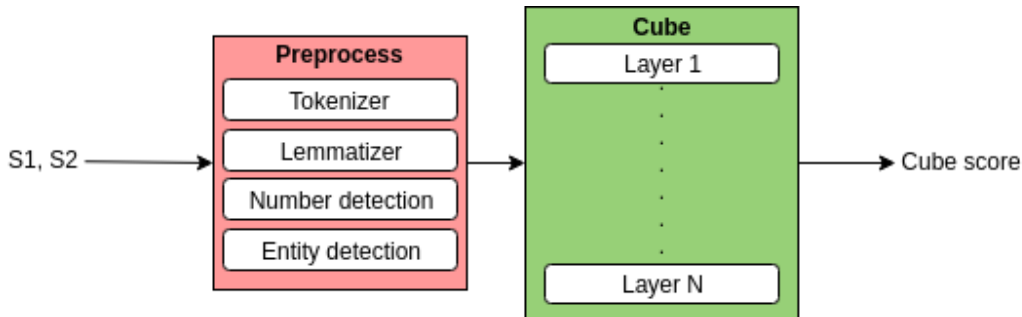 S1, S2
Preprocess
Tokenizer
Lemmatizer
Number detection
Entity detection
Cube
Layer 1
Layer N
Cube score